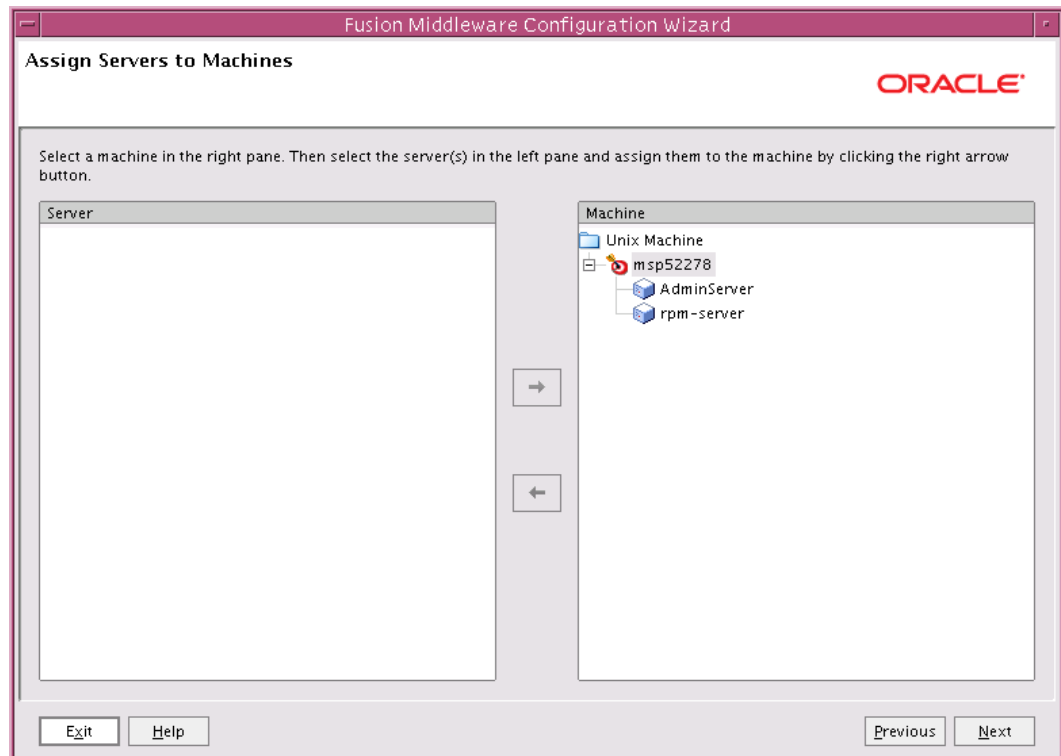 Fusion Middleware Configuration Wizard
Assign Servers to Machines
ORACLE
Select a machine in the right pane. Then select the server(s) in the left pane and assign them to the machine by clicking the right arrow
button.
Server
Machine
Unix Machine
msp52278
AdminServer
rpm-server
Exit
Help
Previous
Next